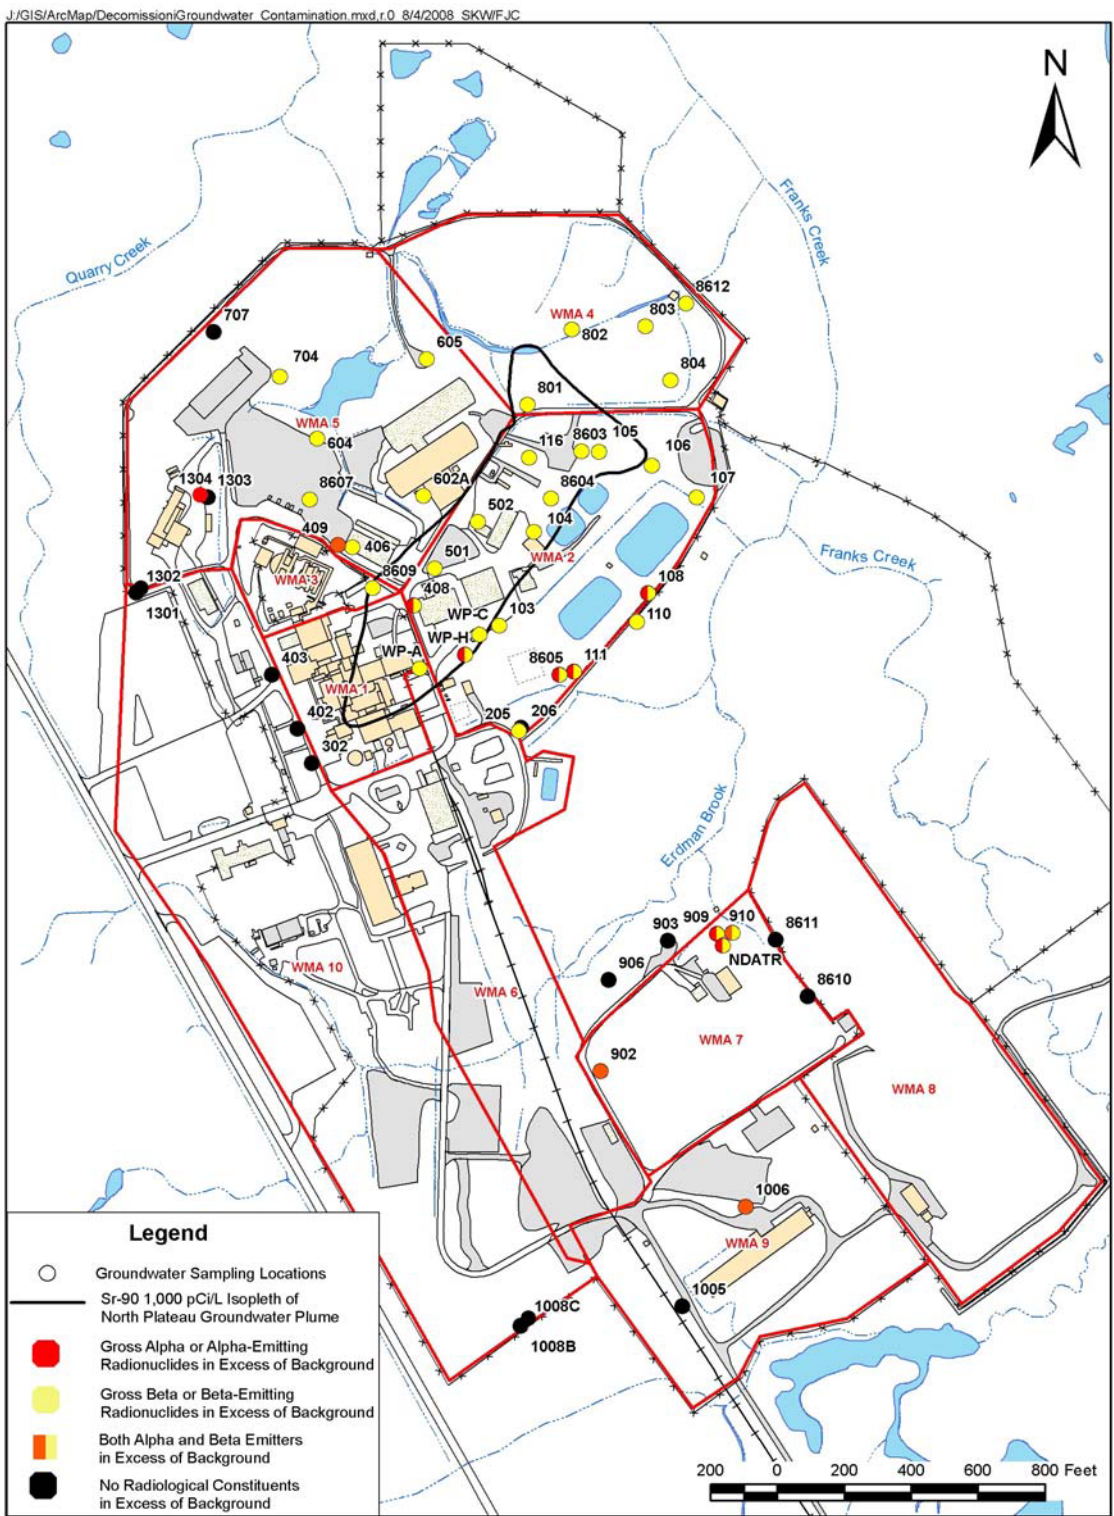 J:/GIS/ArcMap/Decomissioni/Groundwater_Contamination.mxd,r.0 8/4/2008 SKW/FJC
N
Franks Creek
Quarry Creek
8612
803
WMA 4
802
707
605
704
804
801
WMA 5
604
116
8603
105
106
107
1304
1303
8607
602A
8604
502
104
409
406
501
WMA 2
Franks Creek
WMA 3
8609
408
108
1302
1301
WP-C
103
110
WP-H
WP-A
403
8605
111
WMA 1
402
205
206
302
Erdman Brook
903
909
910
8611
NDATR
906
WMA 10
WMA 6
8610
WMA 7
902
WMA 8
1006
WMA 9
1005
1008C
1008B
Legend
Groundwater Sampling Locations
Sr-90 1,000 pCi/L Isopleth of
North Plateau Groundwater Plume
Gross Alpha or Alpha-Emitting
Radionuclides in Excess of Background
Gross Beta or Beta-Emitting
Radionuclides in Excess of Background
Both Alpha and Beta Emitters
in Excess of Background
No Radiological Constituents
in Excess of Background
200 0 200 400 600 800 Feet